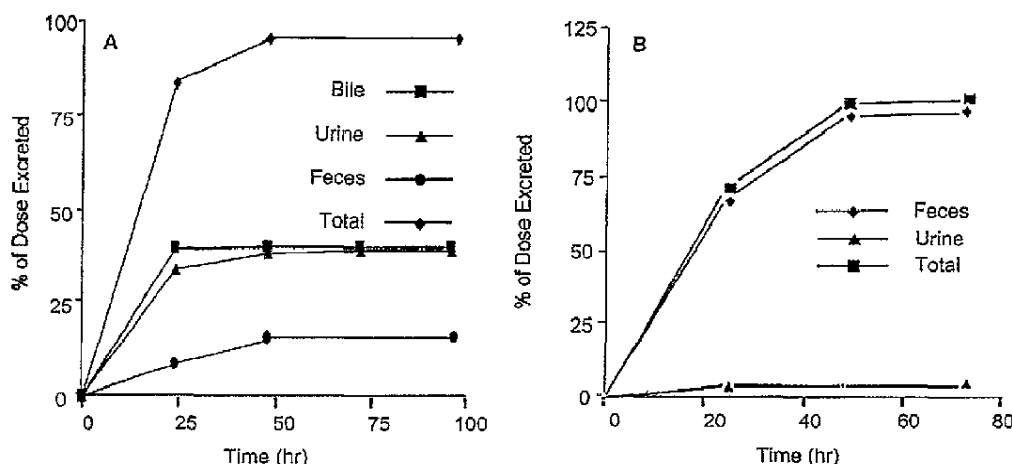 A
% of Dose Excreted
100
75
50
25
0
Bile
Urine
Feces
Total
0 25 50 75 100
Time (hr)
B
% of Dose Excreted
125
100
75
50
25
0
Feces
Urine
Total
0 20 40 60 80
Time (hr)